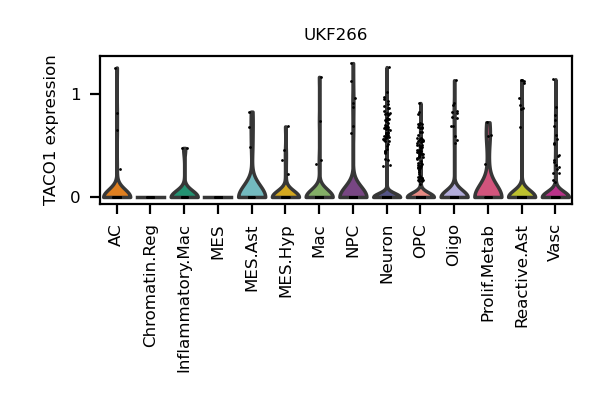 UKF266
TACO1 expression
1
0
AC
Chromatin.Reg
Inflammatory.Mac
MES
MES.Ast
MES.Hyp
Mac
NPC
Neuron
OPC
Oligo
Prolif.Metab
Reactive.Ast
Vasc